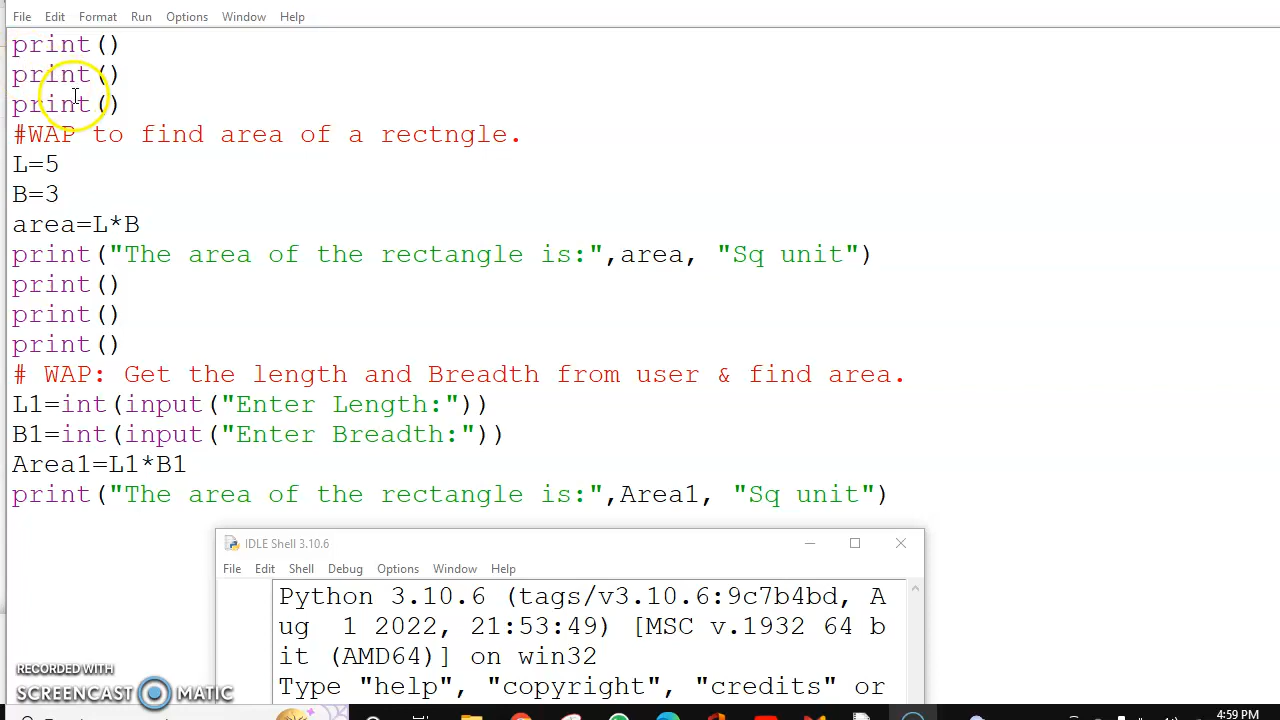 File Edit Format Run Options Window Help
print()
print()
print()
#WAP to find area of a rectngle.
L=5
B=3
area=L*B
print("The area of the rectangle is:",area, "Sq unit")
print()
print()
print()
# WAP: Get the length and Breadth from user & find area.
L1=int(input("Enter Length:"))
B1=int(input("Enter Breadth:"))
Area1=L1*B1
print("The area of the rectangle is:",Area1, "Sq unit")
IDLE Shell 3.10.6
File Edit Shell Debug Options Window Help
Python 3.10.6 (tags/v3.10.6:9c7b4bd, A
ug  1 2022, 21:53:49) [MSC v.1932 64 b
it (AMD64)] on win32
Type "help", "copyright", "credits" or
RECORDED WITH
SCREENCAST MATIC
4:59 PM